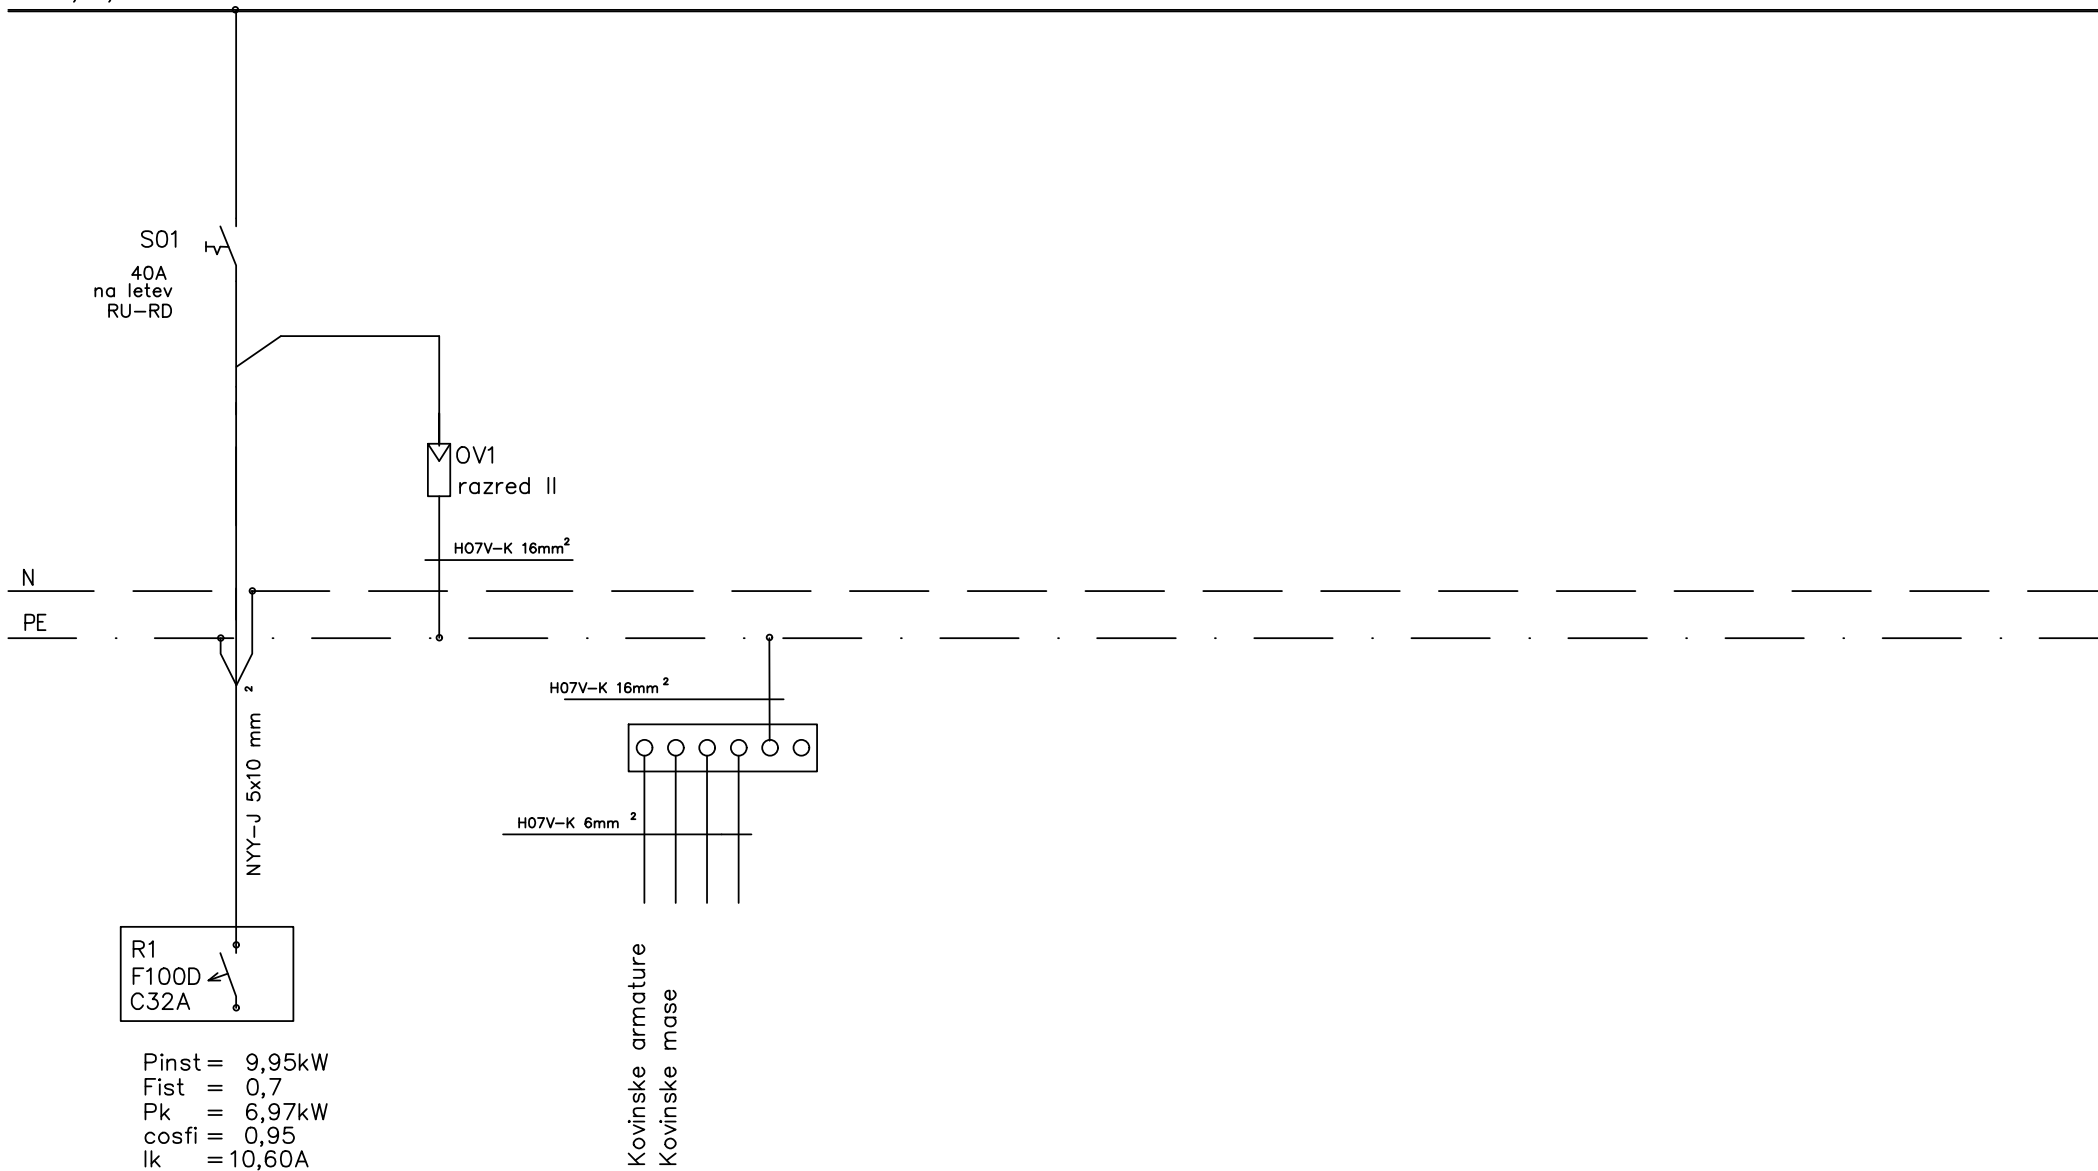 S01
40A
na letev
RU-RD
OV1
razred II
H07V-K 16mm²
N
PE
H07V-K 16mm²
NYY-J 5x10 mm ²
H07V-K 6mm ²
R1
F100D
C32A
Kovinske armature
Kovinske mase
Pinst = 9,95kW
Fist = 0,7
Pk = 6,97kW
cosfi = 0,95
Ik =10,60A